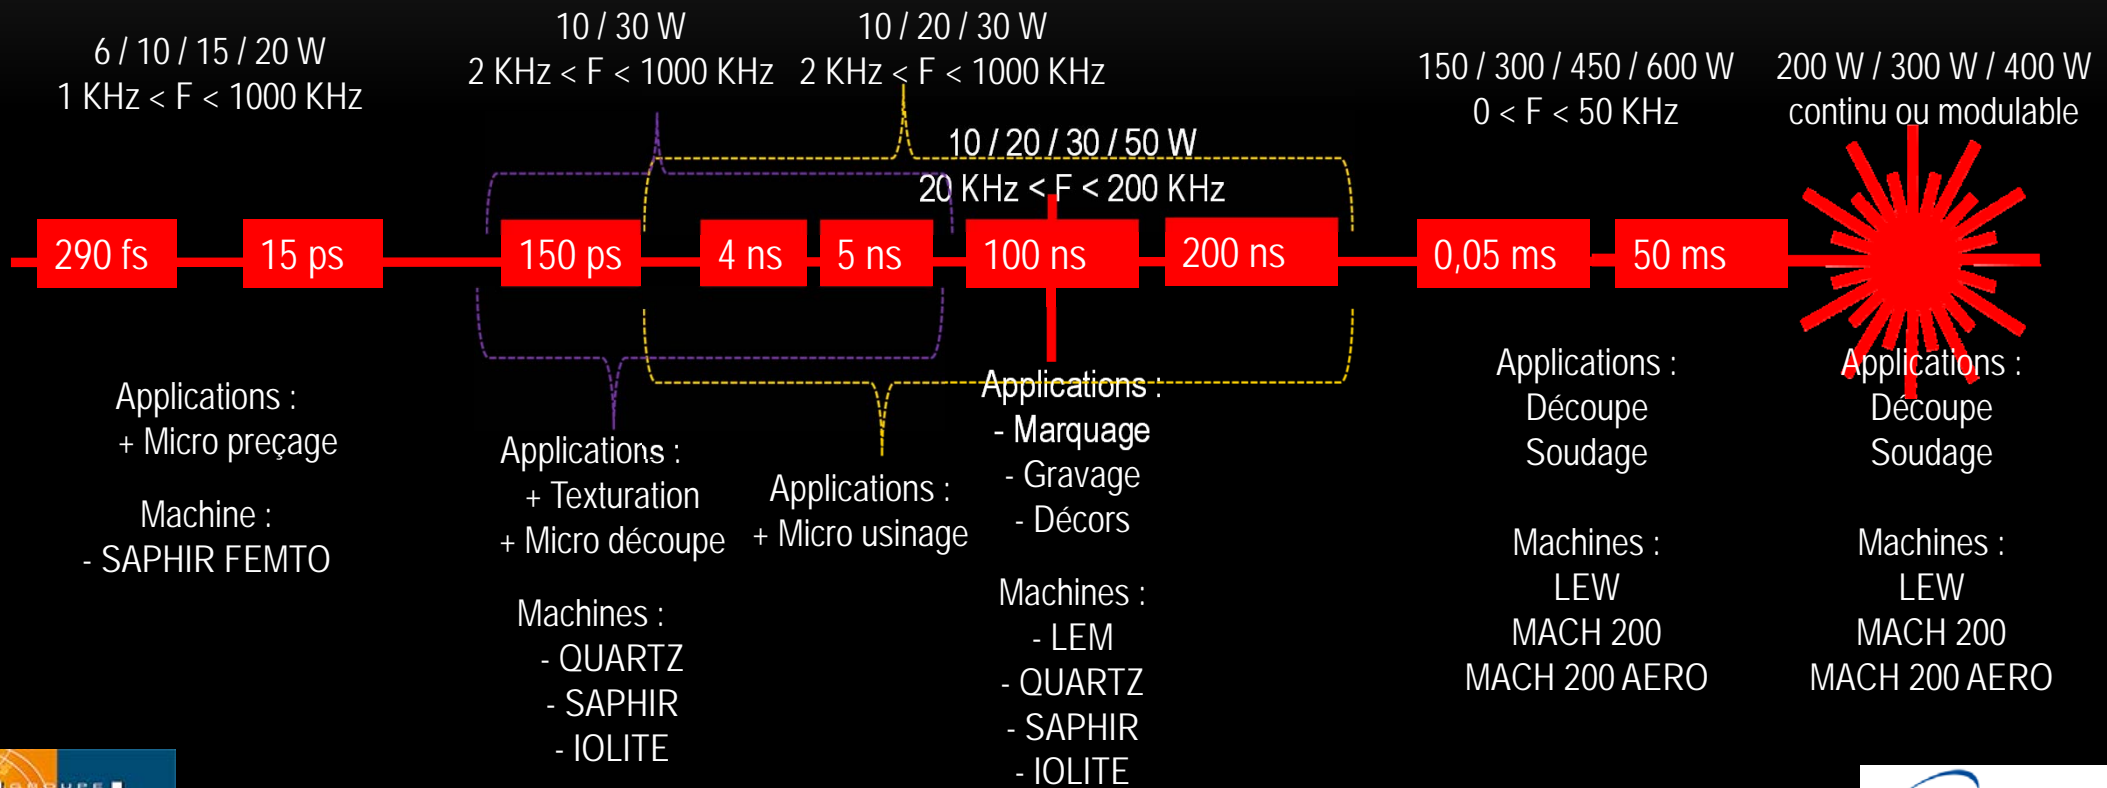 6 / 10 / 15 / 20 W
1 KHz < F < 1000 KHz
10 / 30 W
2 KHz < F < 1000 KHz
10 / 20 / 30 W
2 KHz < F < 1000 KHz
10 / 20 / 30 / 50 W
20 KHz < F < 200 KHz
150 / 300 / 450 / 600 W
0 < F < 50 KHz
200 W / 300 W / 400 W
continu ou modulable
290 fs
15 ps
150 ps
4 ns
5 ns
100 ns
200 ns
0,05 ms
50 ms
Applications :
+ Micro preçage
Machine :
- SAPHIR FEMTO
Applications :
+ Texturation
+ Micro découpe
Machines :
- QUARTZ
- SAPHIR
- IOLITE
Applications :
+ Micro usinage
Applications :
- Marquage
- Gravage
- Décors
Machines :
- LEM
- QUARTZ
- SAPHIR
- IOLITE
Applications :
Découpe
Soudage
Machines :
LEW
MACH 200
MACH 200 AERO
Applications :
Découpe
Soudage
Machines :
LEW
MACH 200
MACH 200 AERO